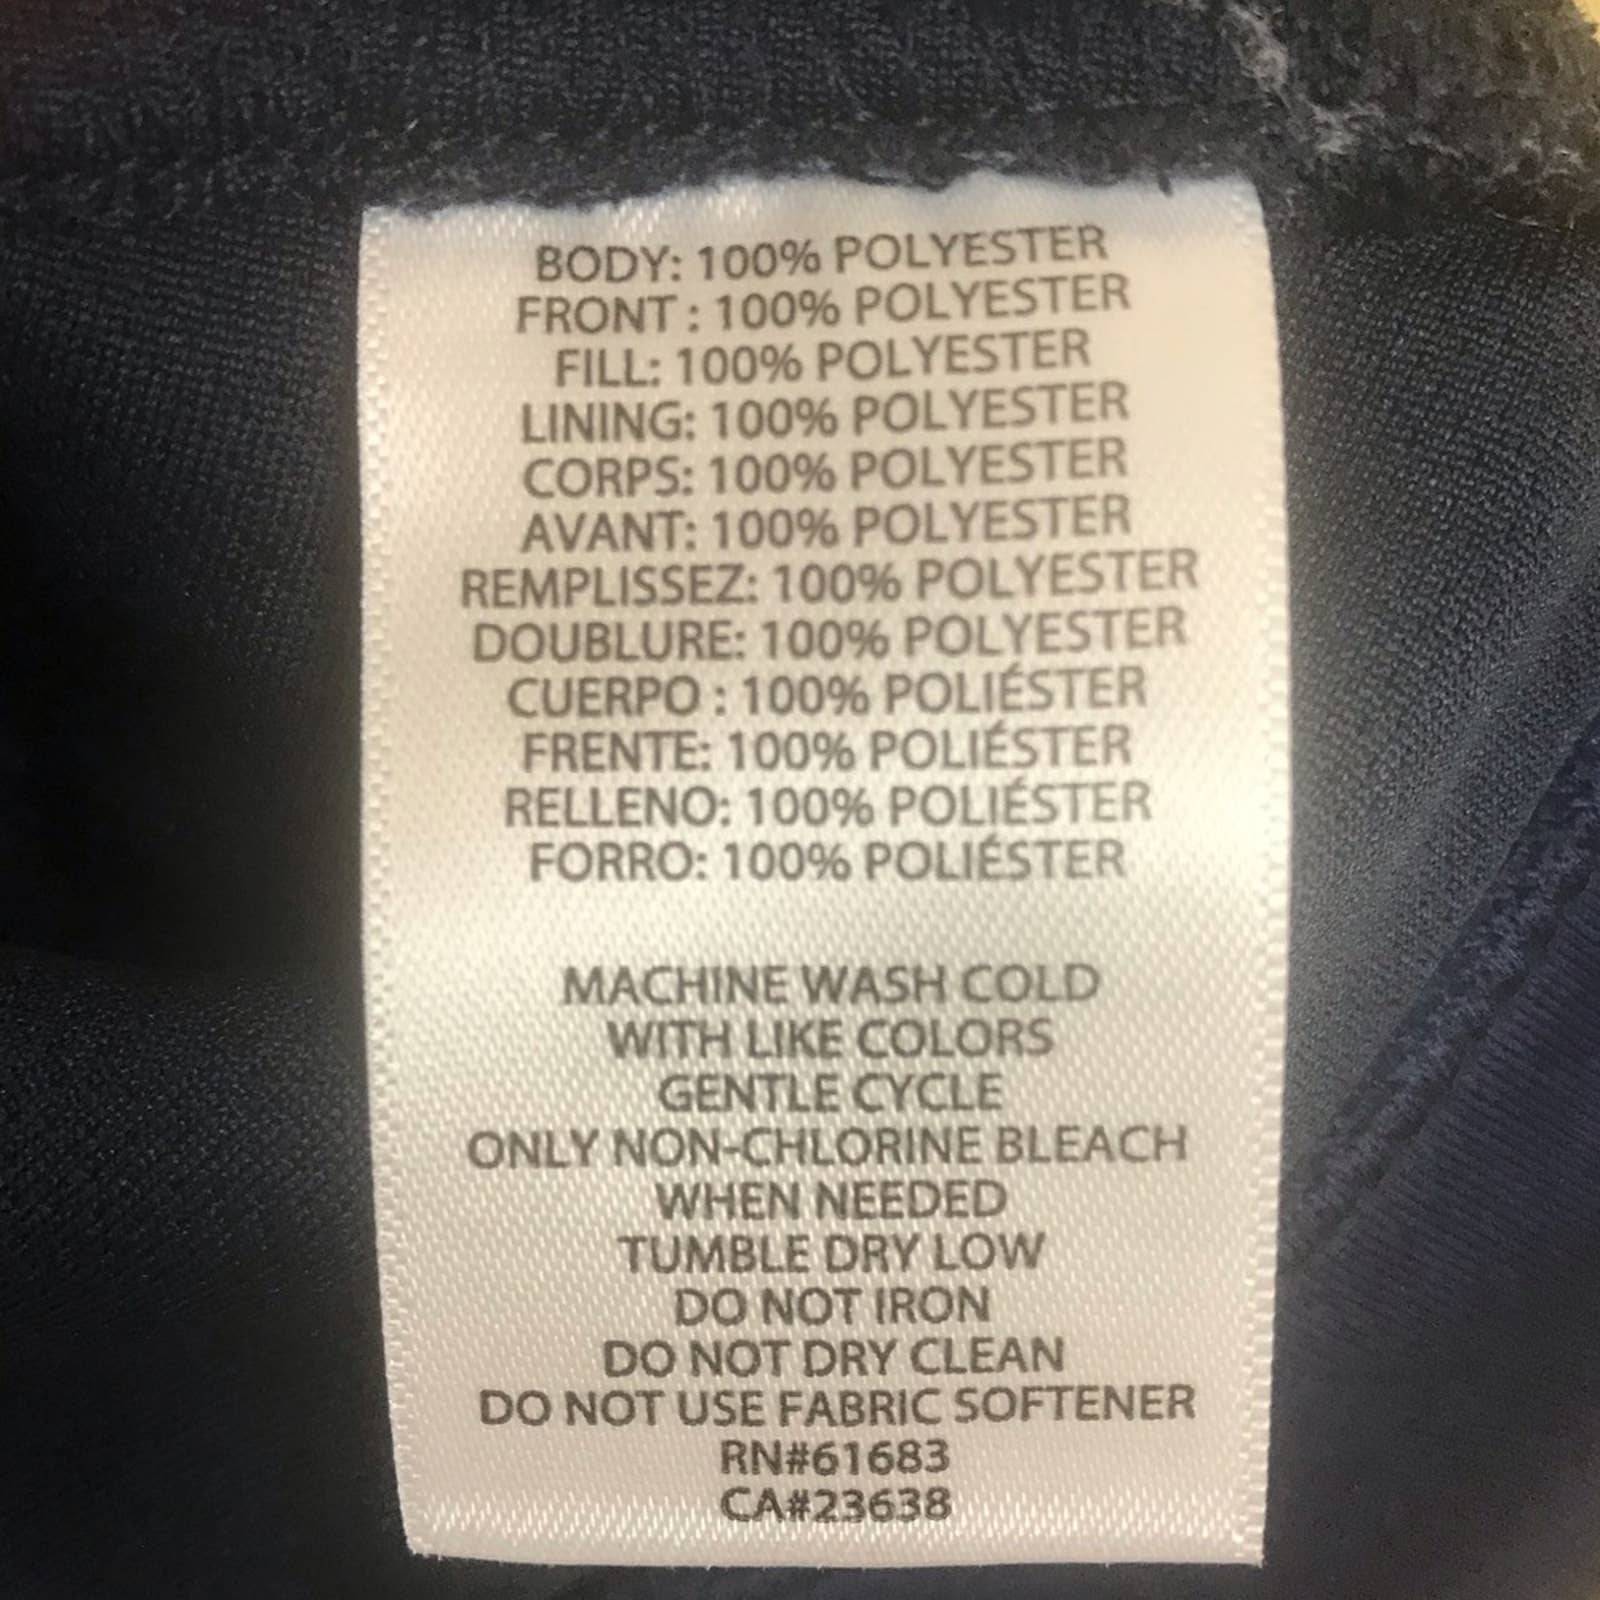 BODY: 100% POLYESTER
FRONT : 100% POLYESTER
FILL: 100% POLYESTER
LINING: 100% POLYESTER
CORPS: 100% POLYESTER
AVANT: 100% POLYESTER
REMPLISSEZ: 100% POLYESTER
DOUBLURE: 100% POLYESTER
CUERPO : 100% POLIÉSTER
FRENTE: 100% POLIÉSTER
RELLENO: 100% POLIÉSTER
FORRO: 100% POLIÉSTER
MACHINE WASH COLD
WITH LIKE COLORS
GENTLE CYCLE
ONLY NON-CHLORINE BLEACH
WHEN NEEDED
TUMBLE DRY LOW
DO NOT IRON
DO NOT DRY CLEAN
DO NOT USE FABRIC SOFTENER
RN#61683
CA#23638